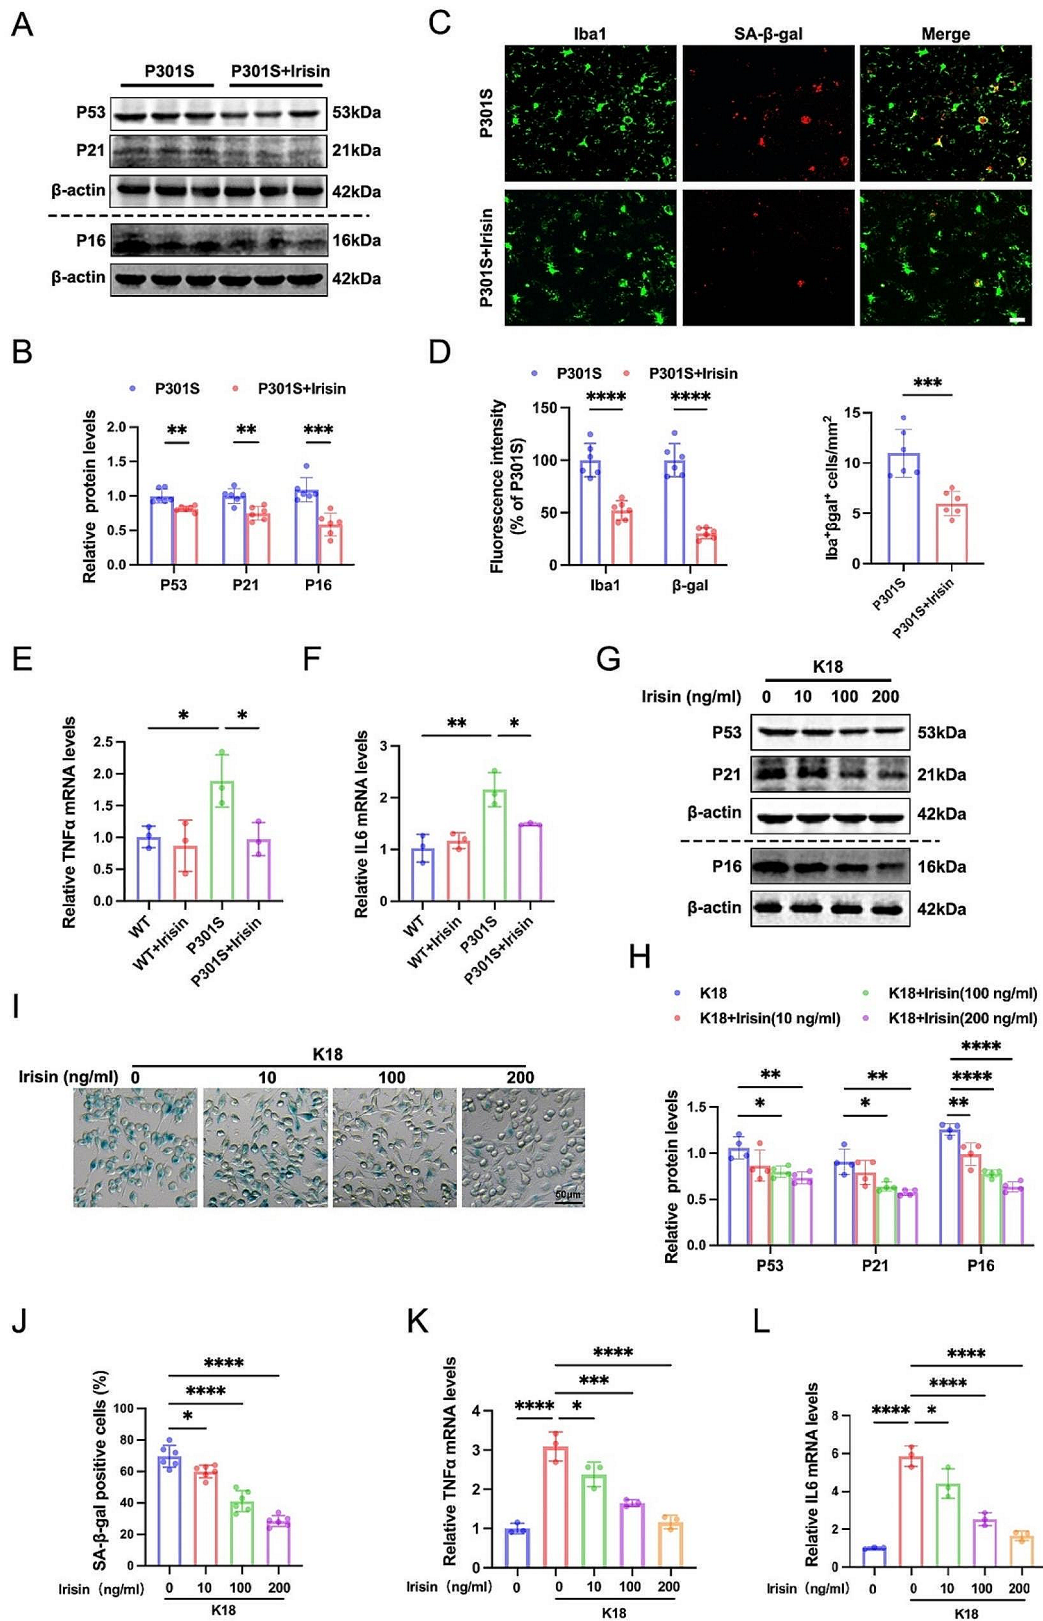 A
P301S P301S+Irisin
P53 53kDa
P21 21kDa
β-actin 42kDa
P16 16kDa
β-actin 42kDa
C
Iba1 SA-β-gal Merge
P301S
P301S+Irisin
B
P301S P301S+Irisin
Relative protein levels
2.0
1.5
1.0
0.5
0.0
** ** ***
P53 P21 P16
D
P301S P301S+Irisin
Fluorescence intensity
(% of P301S)
150
100
50
0
**** ****
Iba1 β-gal
Iba⁺βgal⁺ cells/mm²
15
10
5
0
***
P301S
P301S+Irisin
E
Relative TNFα mRNA levels
2.5
2.0
1.5
1.0
0.5
0.0
* *
WT
WT+Irisin
P301S
P301S+Irisin
F
Relative IL6 mRNA levels
3
2
1
0
** *
WT
WT+Irisin
P301S
P301S+Irisin
G
K18
Irisin (ng/ml) 0 10 100 200
P53 53kDa
P21 21kDa
β-actin 42kDa
P16 16kDa
β-actin 42kDa
H
K18 K18+Irisin(100 ng/ml)
K18+Irisin(10 ng/ml) K18+Irisin(200 ng/ml)
Relative protein levels
1.5
1.0
0.5
0.0
**
*
**
*
****
****
**
P53 P21 P16
I
K18
Irisin (ng/ml) 0 10 100 200
50μm
J
SA-β-gal positive cells (%)
100
80
60
40
20
0
****
****
*
Irisin (ng/ml) 0 10 100 200
K18
K
Relative TNFα mRNA levels
4
3
2
1
0
****
***
**** *
Irisin (ng/ml) 0 0 10 100 200
K18
L
Relative IL6 mRNA levels
8
6
4
2
0
****
****
**** *
Irisin (ng/ml) 0 0 10 100 200
K18